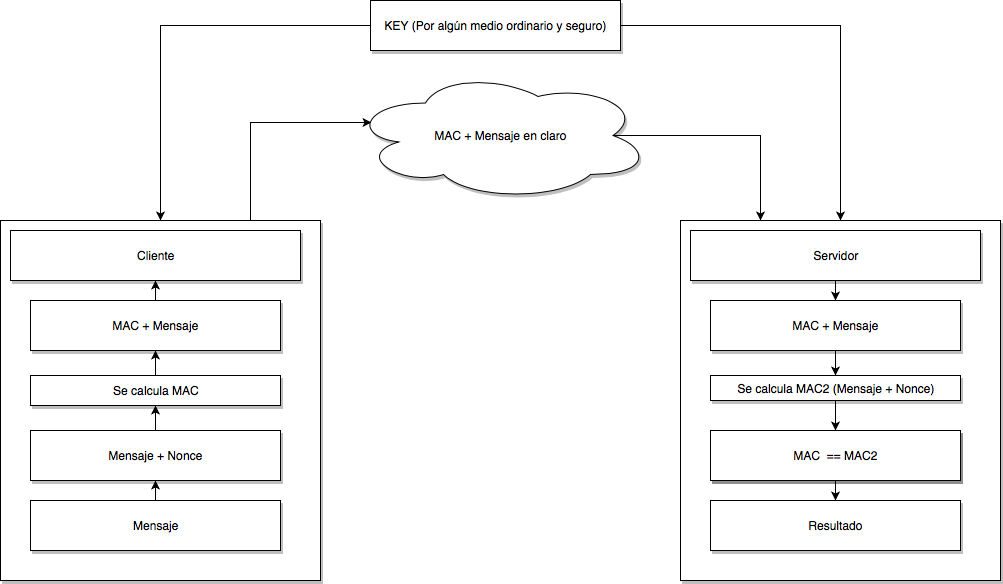 KEY (Por algún medio ordinario y seguro)
MAC + Mensaje en claro
Cliente
MAC + Mensaje
Se calcula MAC
Mensaje + Nonce
Mensaje
Servidor
MAC + Mensaje
Se calcula MAC2 (Mensaje + Nonce)
MAC == MAC2
Resultado